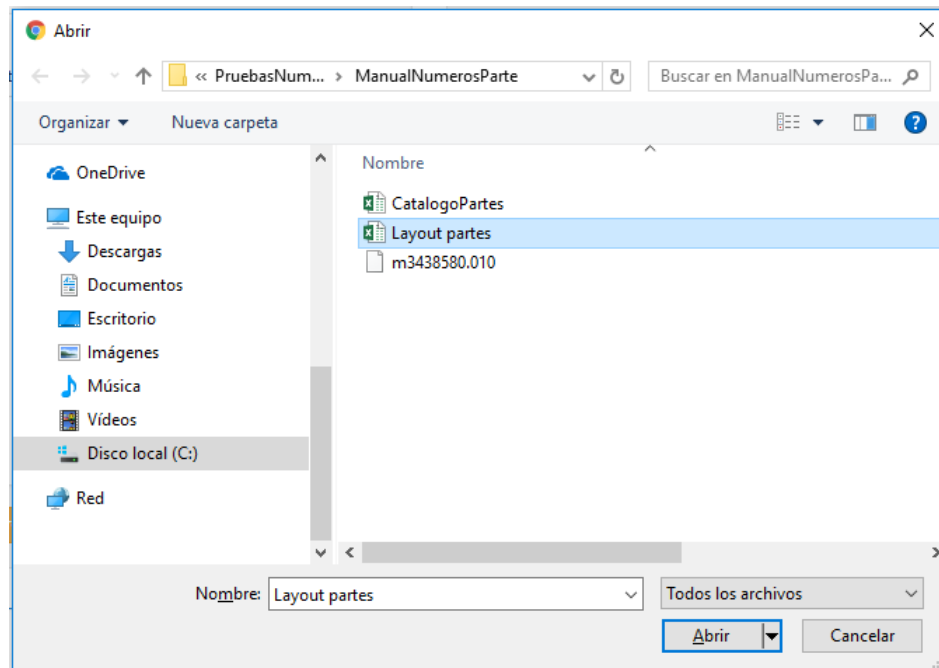 Abrir
« PruebasNum... › ManualNumerosParte
Buscar en ManualNumerosPa...
Organizar
Nueva carpeta
?
Nombre
OneDrive
CatalogoPartes
Este equipo
Layout partes
Descargas
m3438580.010
Documentos
Escritorio
Imágenes
Música
Vídeos
Disco local (C:)
Red
Nombre: Layout partes
Todos los archivos
Abrir
Cancelar